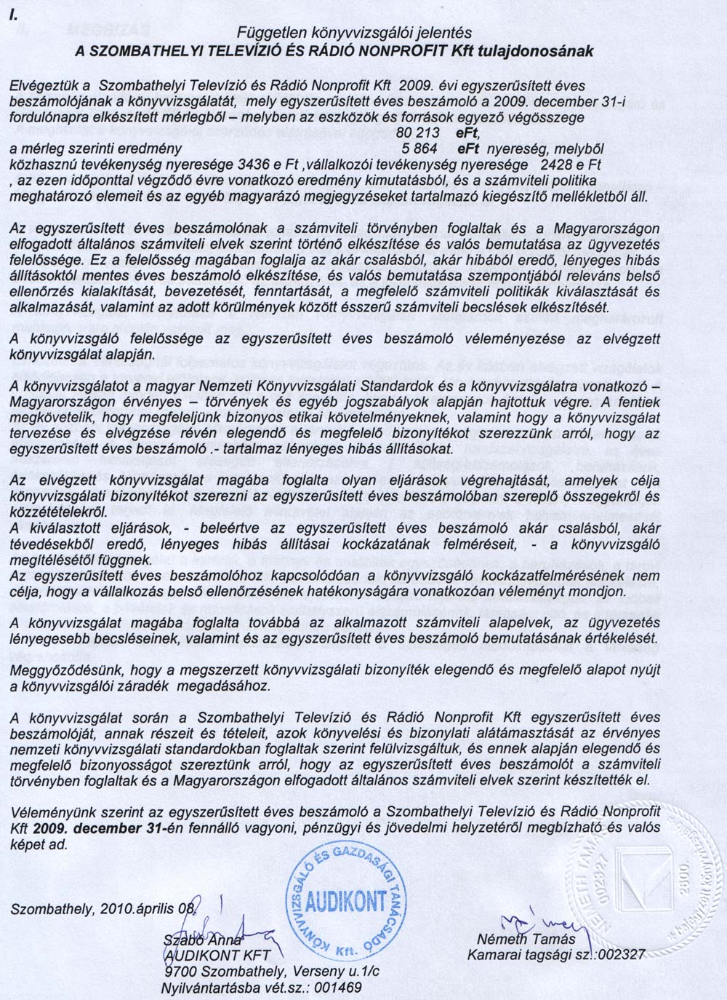 I.
Független könyvvizsgálói jelentés
A SZOMBATHELYI TELEVÍZIÓ ÉS RÁDIÓ NONPROFIT Kft tulajdonosának
Elvégeztük a Szombathelyi Televízió és Rádió Nonprofit Kft 2009. évi egyszerűsített éves
beszámolójának a könyvvizsgálatát, mely egyszerűsített éves beszámoló a 2009. december 31-i
fordulónapra elkészített mérlegből – melyben az eszközök és források egyező végösszege
80 213 eFt,
a mérleg szerinti eredmény 5 864 eFt nyereség, melyből
közhasznú tevékenység nyeresége 3436 e Ft ,vállalkozói tevékenység nyeresége 2428 e Ft
, az ezen időponttal végződő évre vonatkozó eredmény kimutatásból, és a számviteli politika
meghatározó elemeit és az egyéb magyarázó megjegyzéseket tartalmazó kiegészítő mellékletből áll.
Az egyszerűsített éves beszámolónak a számviteli törvényben foglaltak és a Magyarországon
elfogadott általános számviteli elvek szerint történő elkészítése és valós bemutatása az ügyvezetés
felelőssége. Ez a felelősség magában foglalja az akár csalásból, akár hibából eredő, lényeges hibás
állításoktól mentes éves beszámoló elkészítése, és valós bemutatása szempontjából releváns belső
ellenőrzés kialakítását, bevezetését, fenntartását, a megfelelő számviteli politikák kiválasztását és
alkalmazását, valamint az adott körülmények között ésszerű számviteli becslések elkészítését.
A könyvvizsgáló felelőssége az egyszerűsített éves beszámoló véleményezése az elvégzett
könyvvizsgálat alapján.
A könyvvizsgálatot a magyar Nemzeti Könyvvizsgálati Standardok és a könyvvizsgálatra vonatkozó –
Magyarországon érvényes – törvények és egyéb jogszabályok alapján hajtottuk végre. A fentiek
megkövetelik, hogy megfeleljünk bizonyos etikai követelményeknek, valamint hogy a könyvvizsgálat
tervezése és elvégzése révén elegendő és megfelelő bizonyítékot szerezzünk arról, hogy az
egyszerűsített éves beszámoló .- tartalmaz lényeges hibás állításokat.
Az elvégzett könyvvizsgálat magába foglalta olyan eljárások végrehajtását, amelyek célja
könyvvizsgálati bizonyítékot szerezni az egyszerűsített éves beszámolóban szereplő összegekről és
közzétételekről.
A kiválasztott eljárások, - beleértve az egyszerűsített éves beszámoló akár csalásból, akár
tévedésekből eredő, lényeges hibás állításai kockázatának felméréseit, - a könyvvizsgáló
megítélésétől függnek.
Az egyszerűsített éves beszámolóhoz kapcsolódóan a könyvvizsgáló kockázatfelmérésének nem
célja, hogy a vállalkozás belső ellenőrzésének hatékonyságára vonatkozóan véleményt mondjon.
A könyvvizsgálat magába foglalta továbbá az alkalmazott számviteli alapelvek, az ügyvezetés
lényegesebb becsléseinek, valamint és az egyszerűsített éves beszámoló bemutatásának értékelését.
Meggyőződésünk, hogy a megszerzett könyvvizsgálati bizonyíték elegendő és megfelelő alapot nyújt
a könyvvizsgálói záradék megadásához.
A könyvvizsgálat során a Szombathelyi Televízió és Rádió Nonprofit Kft egyszerűsített éves
beszámolóját, annak részeit és tételeit, azok könyvelési és bizonylati alátámasztását az érvényes
nemzeti könyvvizsgálati standardokban foglaltak szerint felülvizsgáltuk, és ennek alapján elegendő és
megfelelő bizonyosságot szereztünk arról, hogy az egyszerűsített éves beszámolót a számviteli
törvényben foglaltak és a Magyarországon elfogadott általános számviteli elvek szerint készítették el.
Véleményünk szerint az egyszerűsített éves beszámoló a Szombathelyi Televízió és Rádió Nonprofit
Kft 2009. december 31-én fennálló vagyoni, pénzügyi és jövedelmi helyzetéről megbízható és valós
képet ad.
KÖNYVVIZSGÁLÓ ÉS GAZDASÁGI TANÁCSADÓ Kft.
AUDIKONT
NÉMETH TAMÁS
002327
2600.
Szombathely, 2010.április 08.
Szabó Anna
AUDIKONT KFT
9700 Szombathely, Verseny u.1/c
Nyilvántartásba vét.sz.: 001469
Németh Tamás
Kamarai tagsági sz.:002327